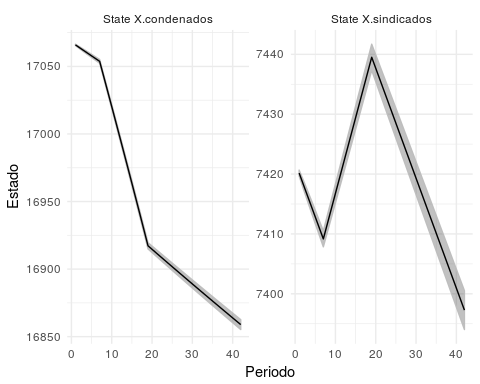 State X.condenados
State X.sindicados
Estado
17050
17000
16950
16900
16850
7440
7430
7420
7410
7400
0 10 20 30 40
0 10 20 30 40
Periodo